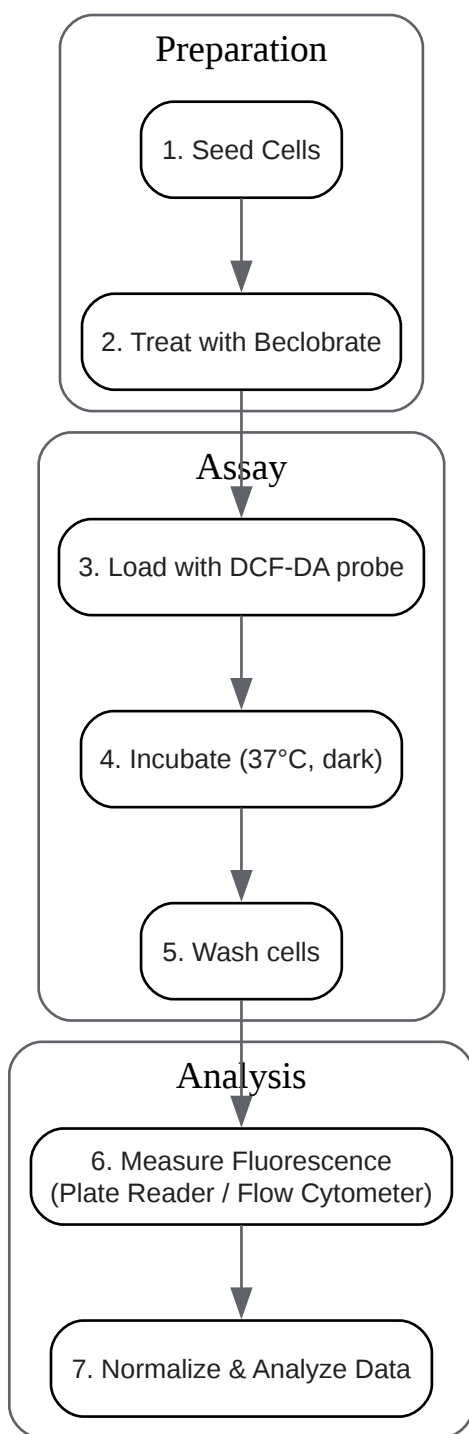 Preparation
1. Seed Cells
2. Treat with Beclobrate
Assay
3. Load with DCF-DA probe
4. Incubate (37°C, dark)
5. Wash cells
Analysis
6. Measure Fluorescence
(Plate Reader / Flow Cytometer)
7. Normalize & Analyze Data